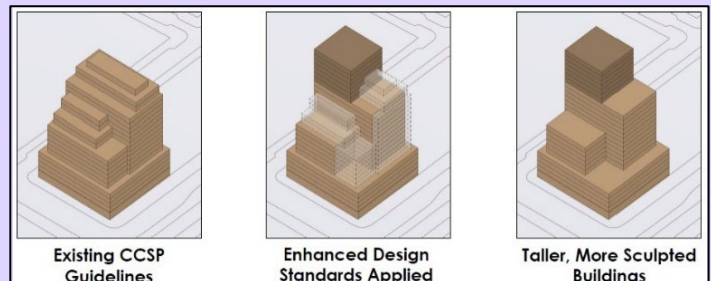 Existing CCSP
Guidelines
Enhanced Design
Standards Applied
Taller, More Sculpted
Buildings